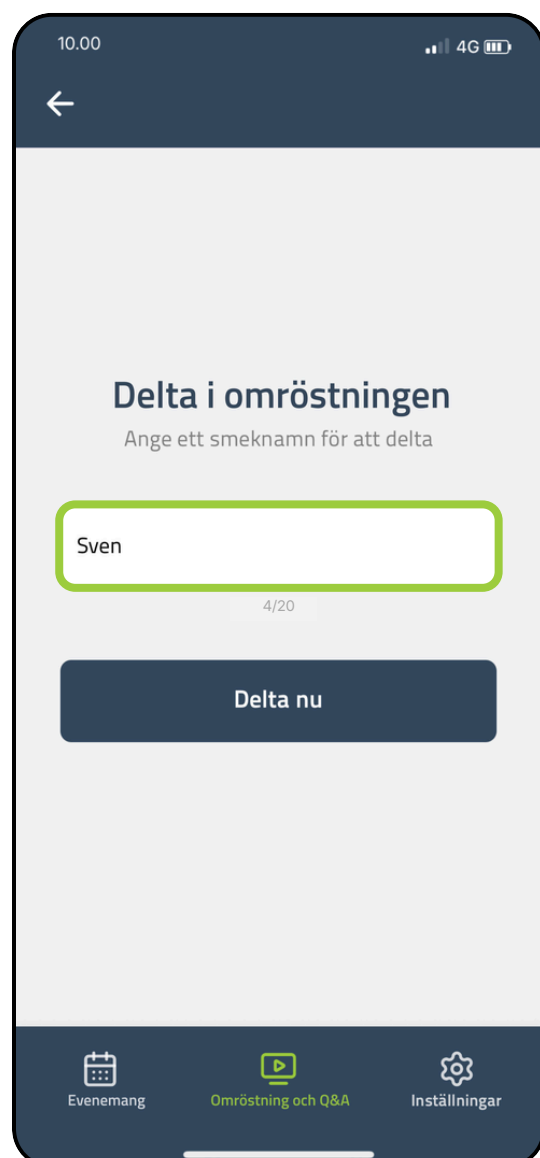 10.00 4G
Delta i omröstningen
Ange ett smeknamn för att delta
Sven
4/20
Delta nu
Evenemang Omröstning och Q&A Inställningar